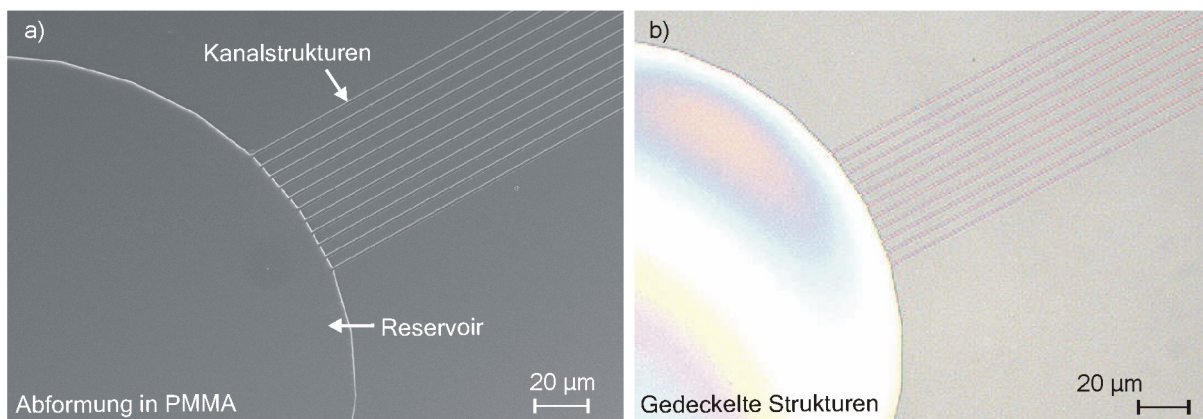 a)
Kanalstrukturen
Reservoir
20 µm
Abformung in PMMA
b)
20 µm
Gedeckelte Strukturen